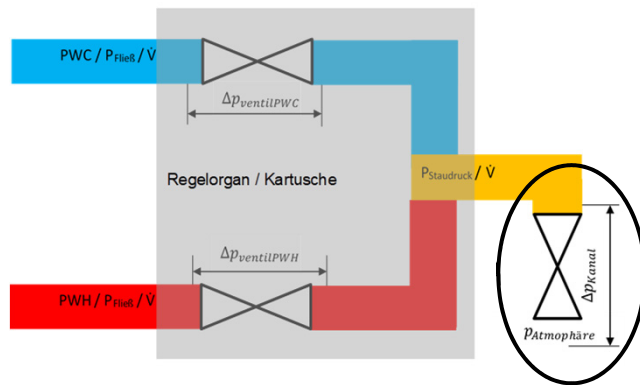 PWC / PFließ / V̇
ΔpventilPWC
Regelorgan / Kartusche
PStaudruck / V̇
ΔpventilPWH
PWH / PFließ / V̇
ΔpKanal
pAtmophäre